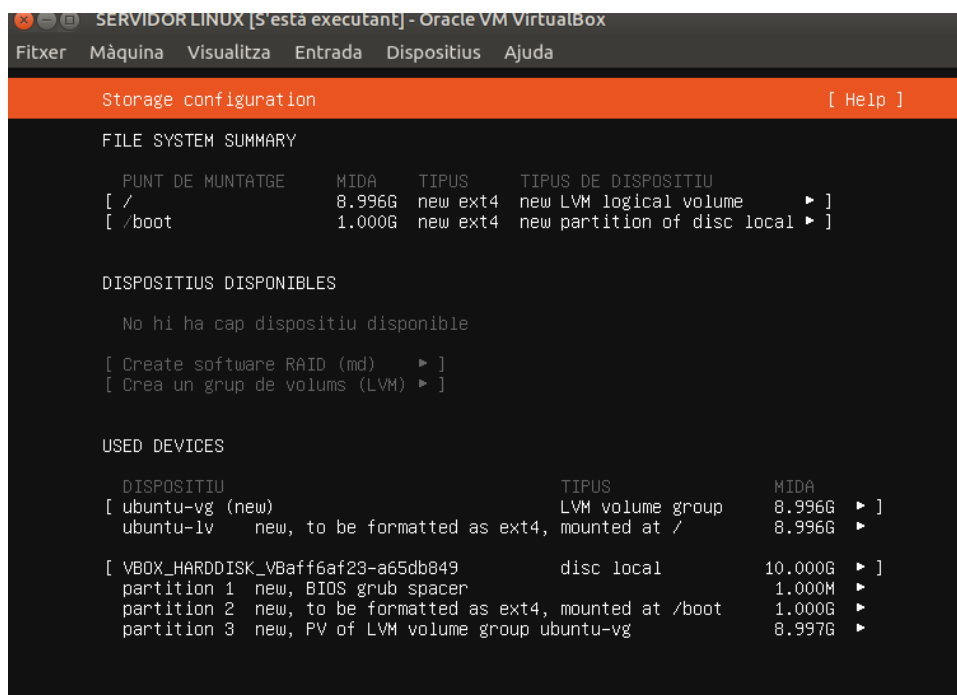 SERVIDOR LINUX [S'està executant] - Oracle VM VirtualBox
Fitxer Màquina Visualitza Entrada Dispositius Ajuda
Storage configuration [ Help ]
FILE SYSTEM SUMMARY
PUNT DE MUNTATGE MIDA TIPUS TIPUS DE DISPOSITIU
[ / 8.996G new ext4 new LVM logical volume ▸ ]
[ /boot 1.000G new ext4 new partition of disc local ▸ ]
DISPOSITIUS DISPONIBLES
No hi ha cap dispositiu disponible
[ Create software RAID (md) ▸ ]
[ Crea un grup de volums (LVM) ▸ ]
USED DEVICES
DISPOSITIU TIPUS MIDA
[ ubuntu-vg (new) LVM volume group 8.996G ▸ ]
ubuntu-lv new, to be formatted as ext4, mounted at / 8.996G ▸
[ VBOX_HARDDISK_VBaff6af23-a65db849 disc local 10.000G ▸ ]
partition 1 new, BIOS grub spacer 1.000M ▸
partition 2 new, to be formatted as ext4, mounted at /boot 1.000G ▸
partition 3 new, PV of LVM volume group ubuntu-vg 8.997G ▸